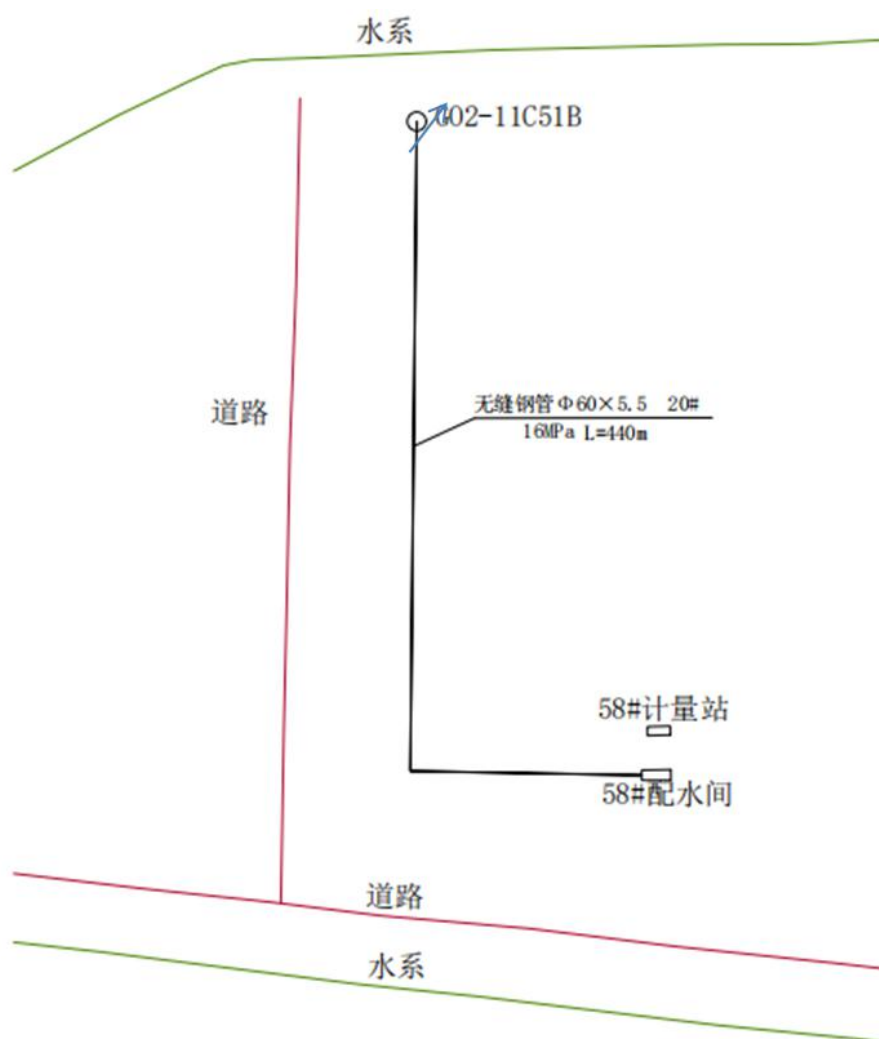 水系
G02-11C51B
无缝钢管Φ60×5.5 20#
道路
16MPa L=440m
58#计量站
58#配水间
道路
水系